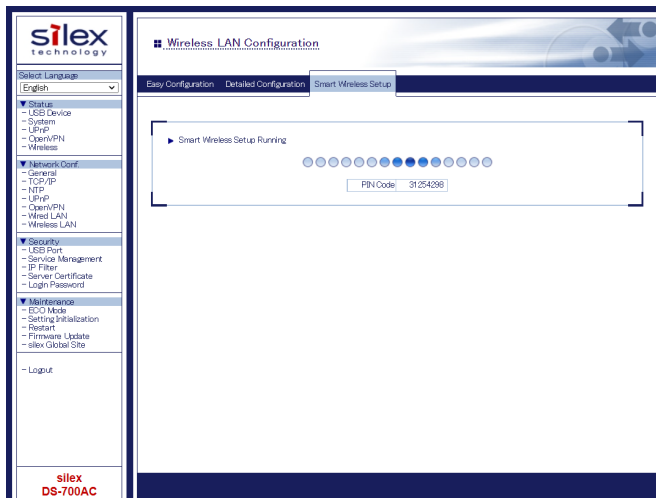 silex
technology
Select Language
English
▼ Status
- USB Device
- System
- UPnP
- OpenVPN
- Wireless
▼ Network Conf.
- General
- TCP/IP
- NTP
- UPnP
- OpenVPN
- Wired LAN
- Wireless LAN
▼ Security
- USB Port
- Service Management
- IP Filter
- Server Certificate
- Login Password
▼ Maintenance
- ECO Mode
- Setting Initialization
- Restart
- Firmware Update
- silex Global Site
- Logout
silex
DS-700AC
Wireless LAN Configuration
Easy Configuration Detailed Configuration Smart Wireless Setup
Smart Wireless Setup Running
PIN Code 31254298